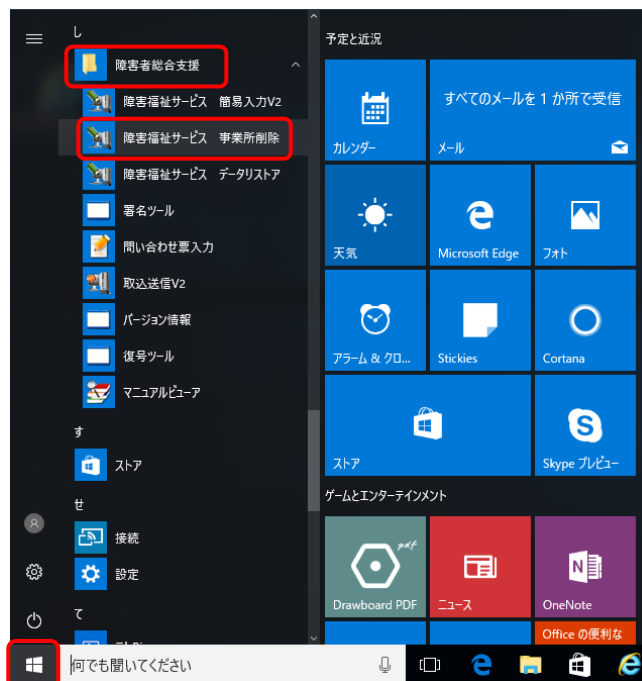 し
障害者総合支援
障害福祉サービス 簡易入力V2
障害福祉サービス 事業所削除
障害福祉サービス データリストア
署名ツール
問い合わせ票入力
取込送信V2
バージョン情報
復号ツール
マニュアルビューア
す
ストア
せ
接続
設定
て
予定と近況
カレンダー
すべてのメールを 1 か所で受信
メール
天気
Microsoft Edge
フォト
アラーム & クロ...
Stickies
Cortana
ストア
Skype プレビュー
ゲームとエンターテインメント
pdf
Drawboard PDF
ニュース
OneNote
Office の便利な
何でも聞いてください